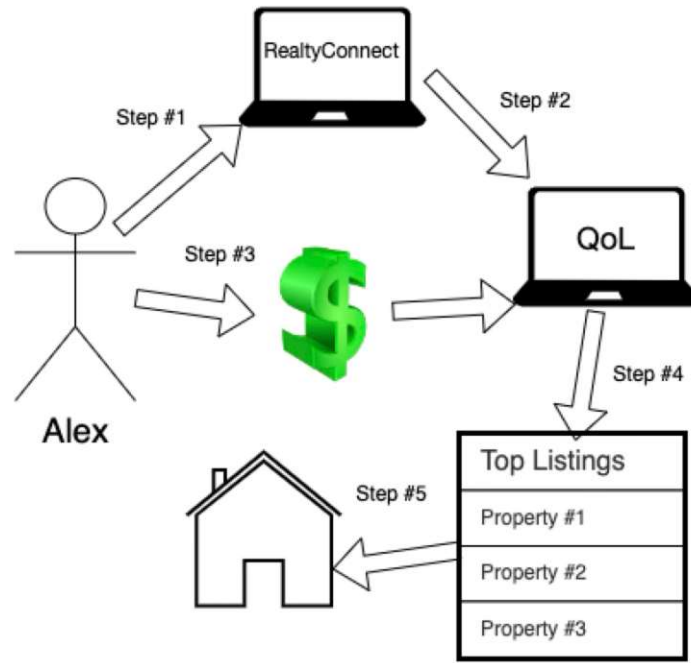 RealtyConnect
Step #1
Step #2
QoL
Step #3
Step #4
Alex
Top Listings
Step #5
Property #1
Property #2
Property #3